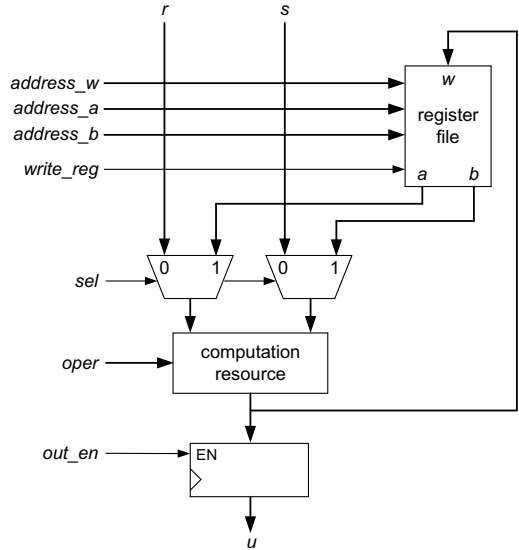 r
s
address_w
address_a
address_b
write_reg
w
register
file
a
b
sel
0
1
0
1
oper
computation
resource
out_en
EN
u